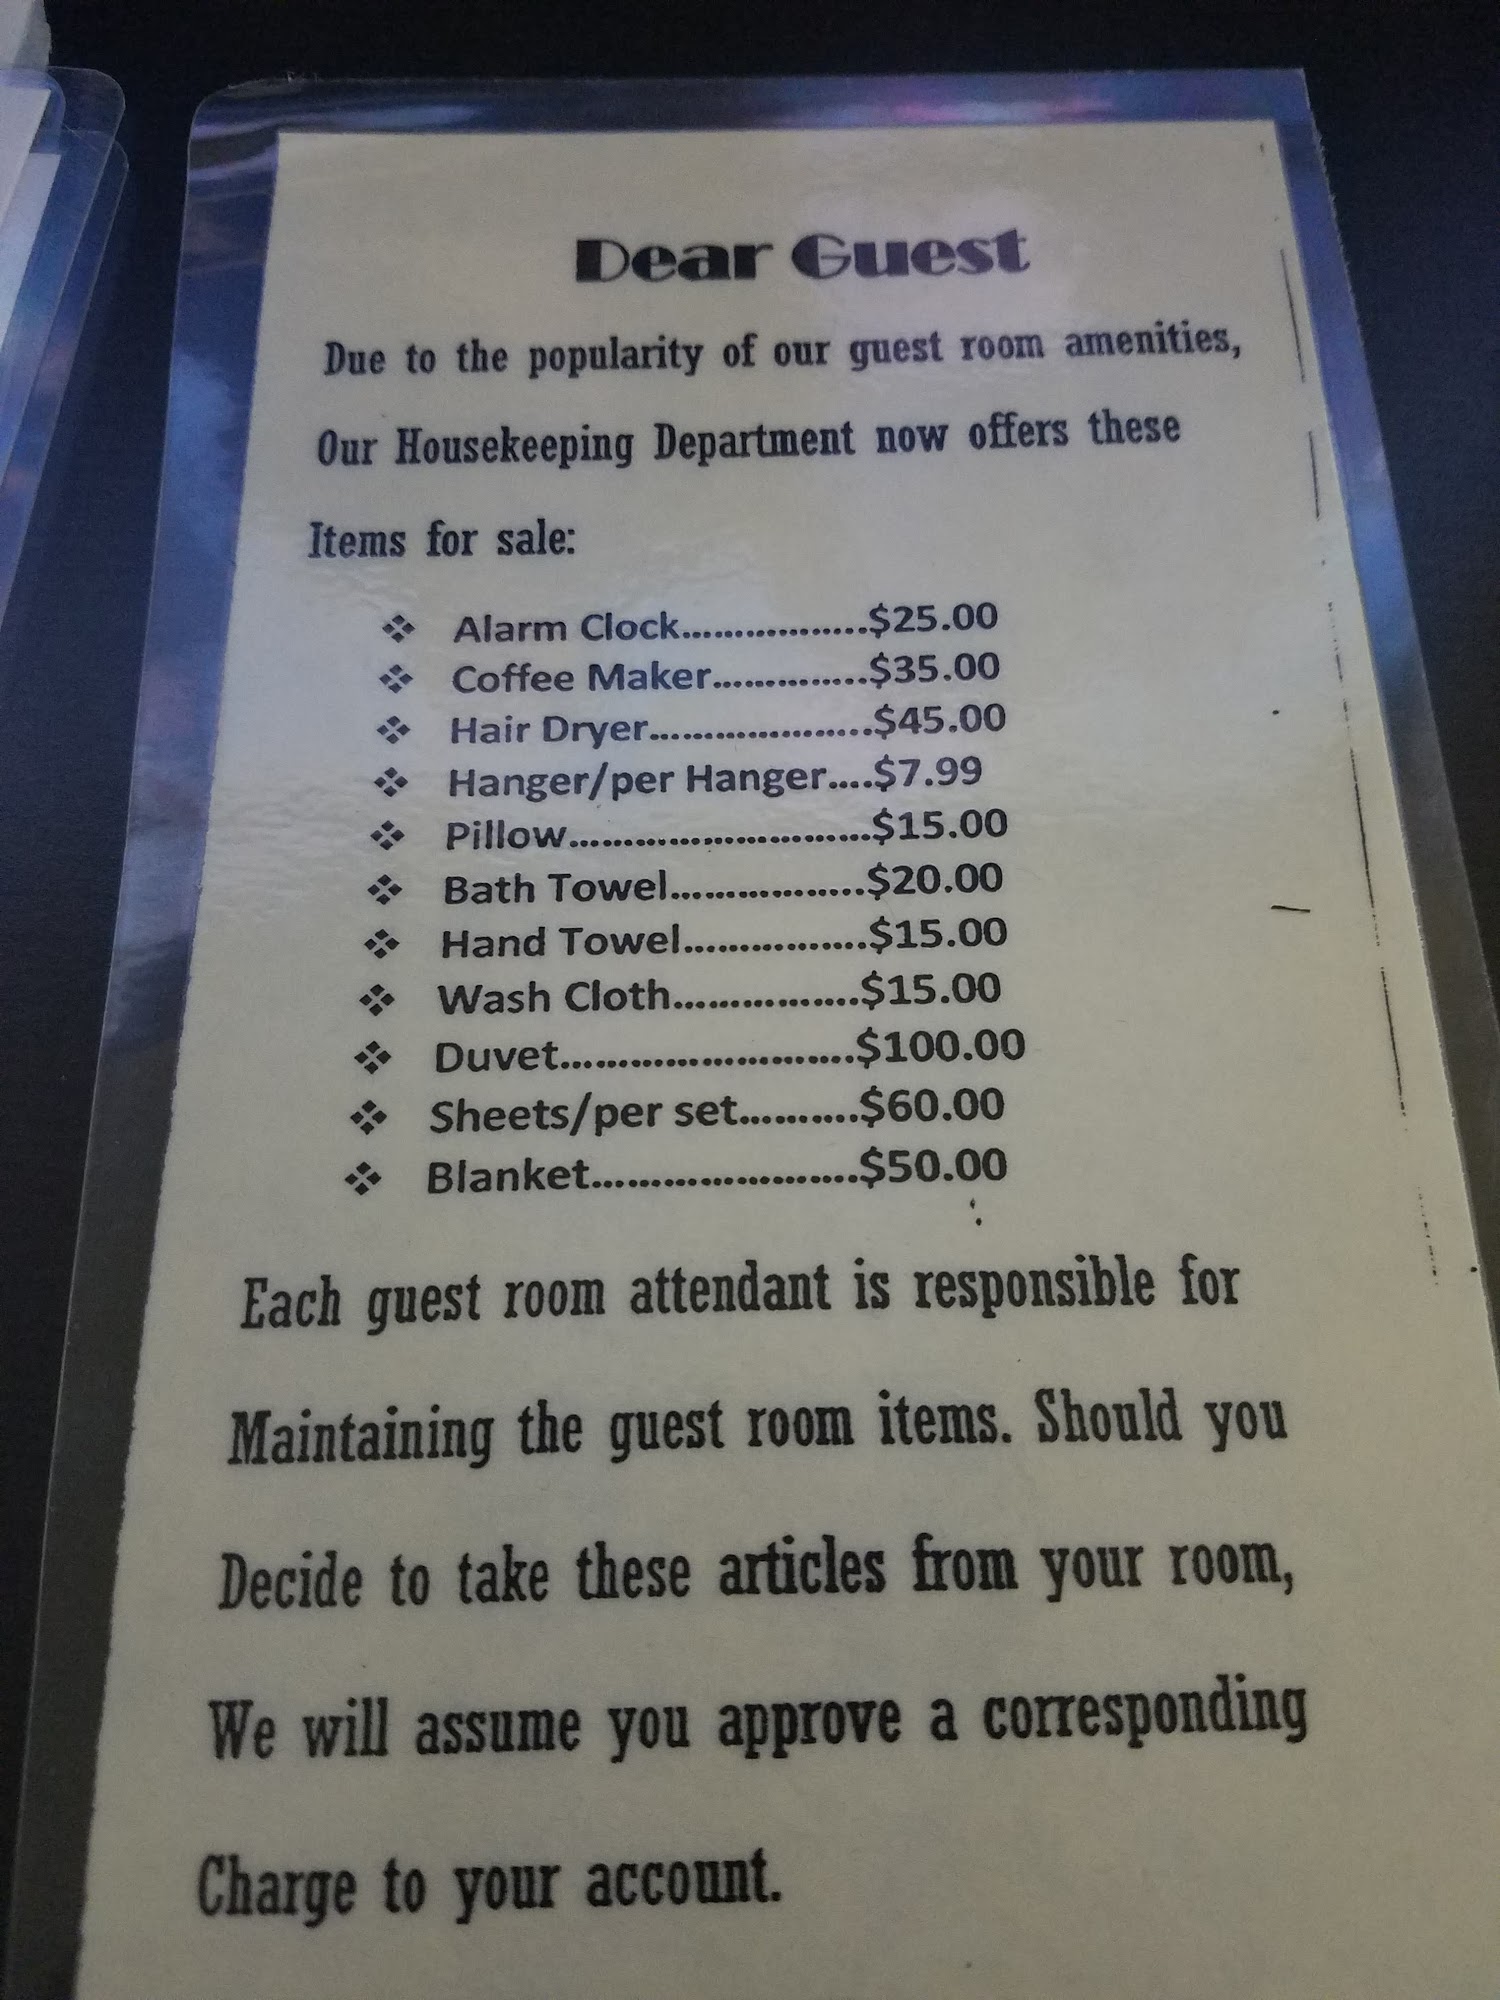 Dear Guest
Due to the popularity of our guest room amenities,
Our Housekeeping Department now offers these
Items for sale:
❖ Alarm Clock..................$25.00
❖ Coffee Maker...............$35.00
❖ Hair Dryer......................$45.00
❖ Hanger/per Hanger....$7.99
❖ Pillow..............................$15.00
❖ Bath Towel...................$20.00
❖ Hand Towel..................$15.00
❖ Wash Cloth..................$15.00
❖ Duvet.............................$100.00
❖ Sheets/per set...........$60.00
❖ Blanket..........................$50.00
Each guest room attendant is responsible for
Maintaining the guest room items. Should you
Decide to take these articles from your room,
We will assume you approve a corresponding
Charge to your account.